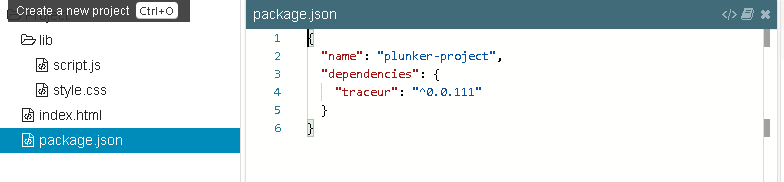 Create a new project Ctrl+O
lib
script.js
style.css
index.html
package.json
package.json
1 {
2 "name": "plunker-project",
3 "dependencies": {
4 "traceur": "^0.0.111"
5 }
6 }